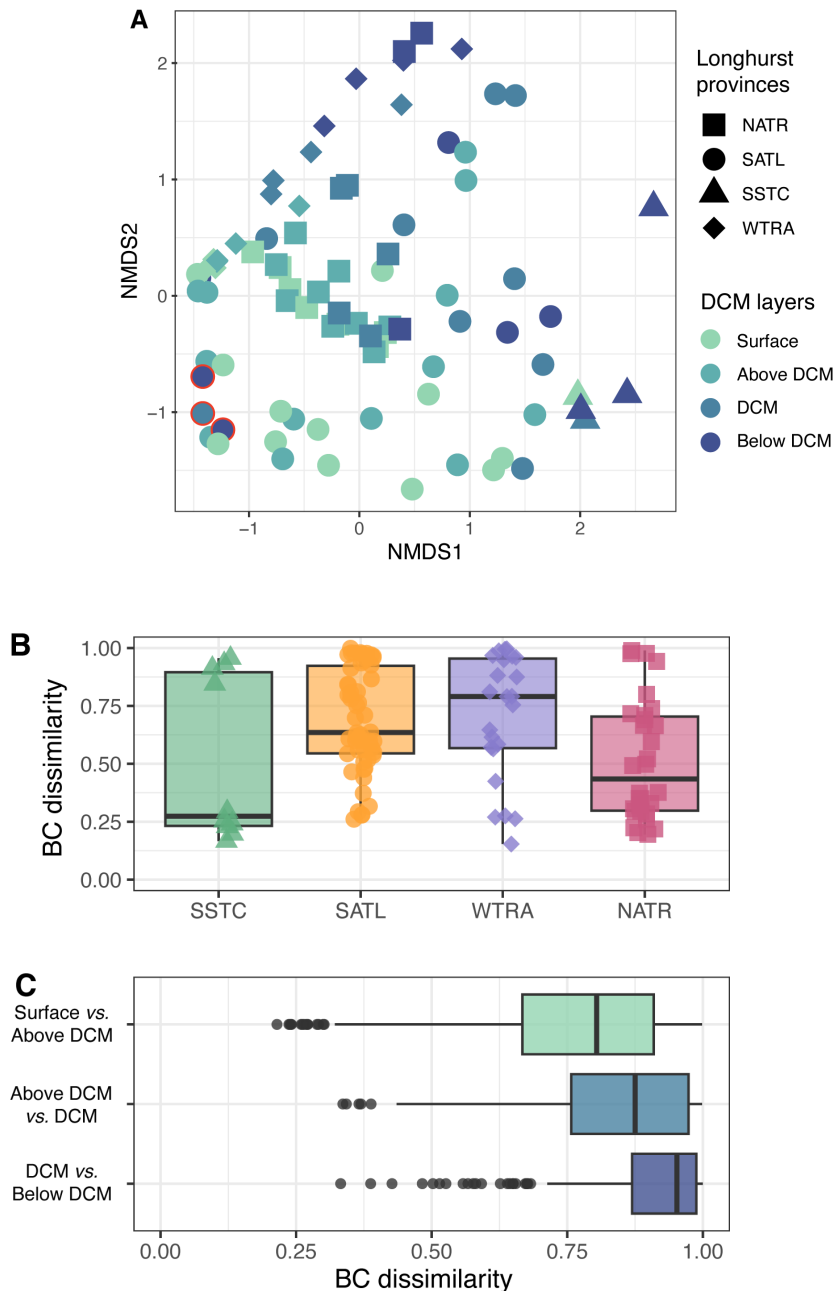 A
NMDS2
2
1
0
−1
−1
0
1
2
NMDS1
Longhurst
provinces
NATR
SATL
SSTC
WTRA
DCM layers
Surface
Above DCM
DCM
Below DCM
B
BC dissimilarity
1.00
0.75
0.50
0.25
0.00
SSTC
SATL
WTRA
NATR
C
Surface vs.
Above DCM
Above DCM
vs. DCM
DCM vs.
Below DCM
0.00
0.25
0.50
0.75
1.00
BC dissimilarity